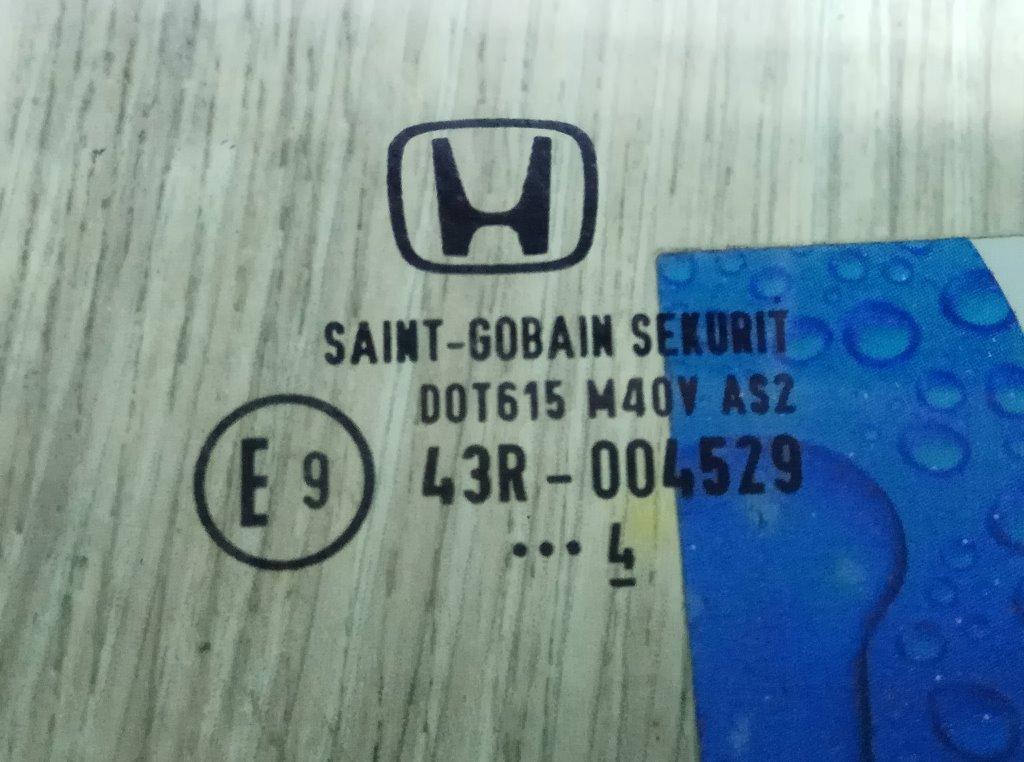 SAINT-GOBAIN SEKURIT
DOT615 M40V AS2
E 9
43R-004529
... 4